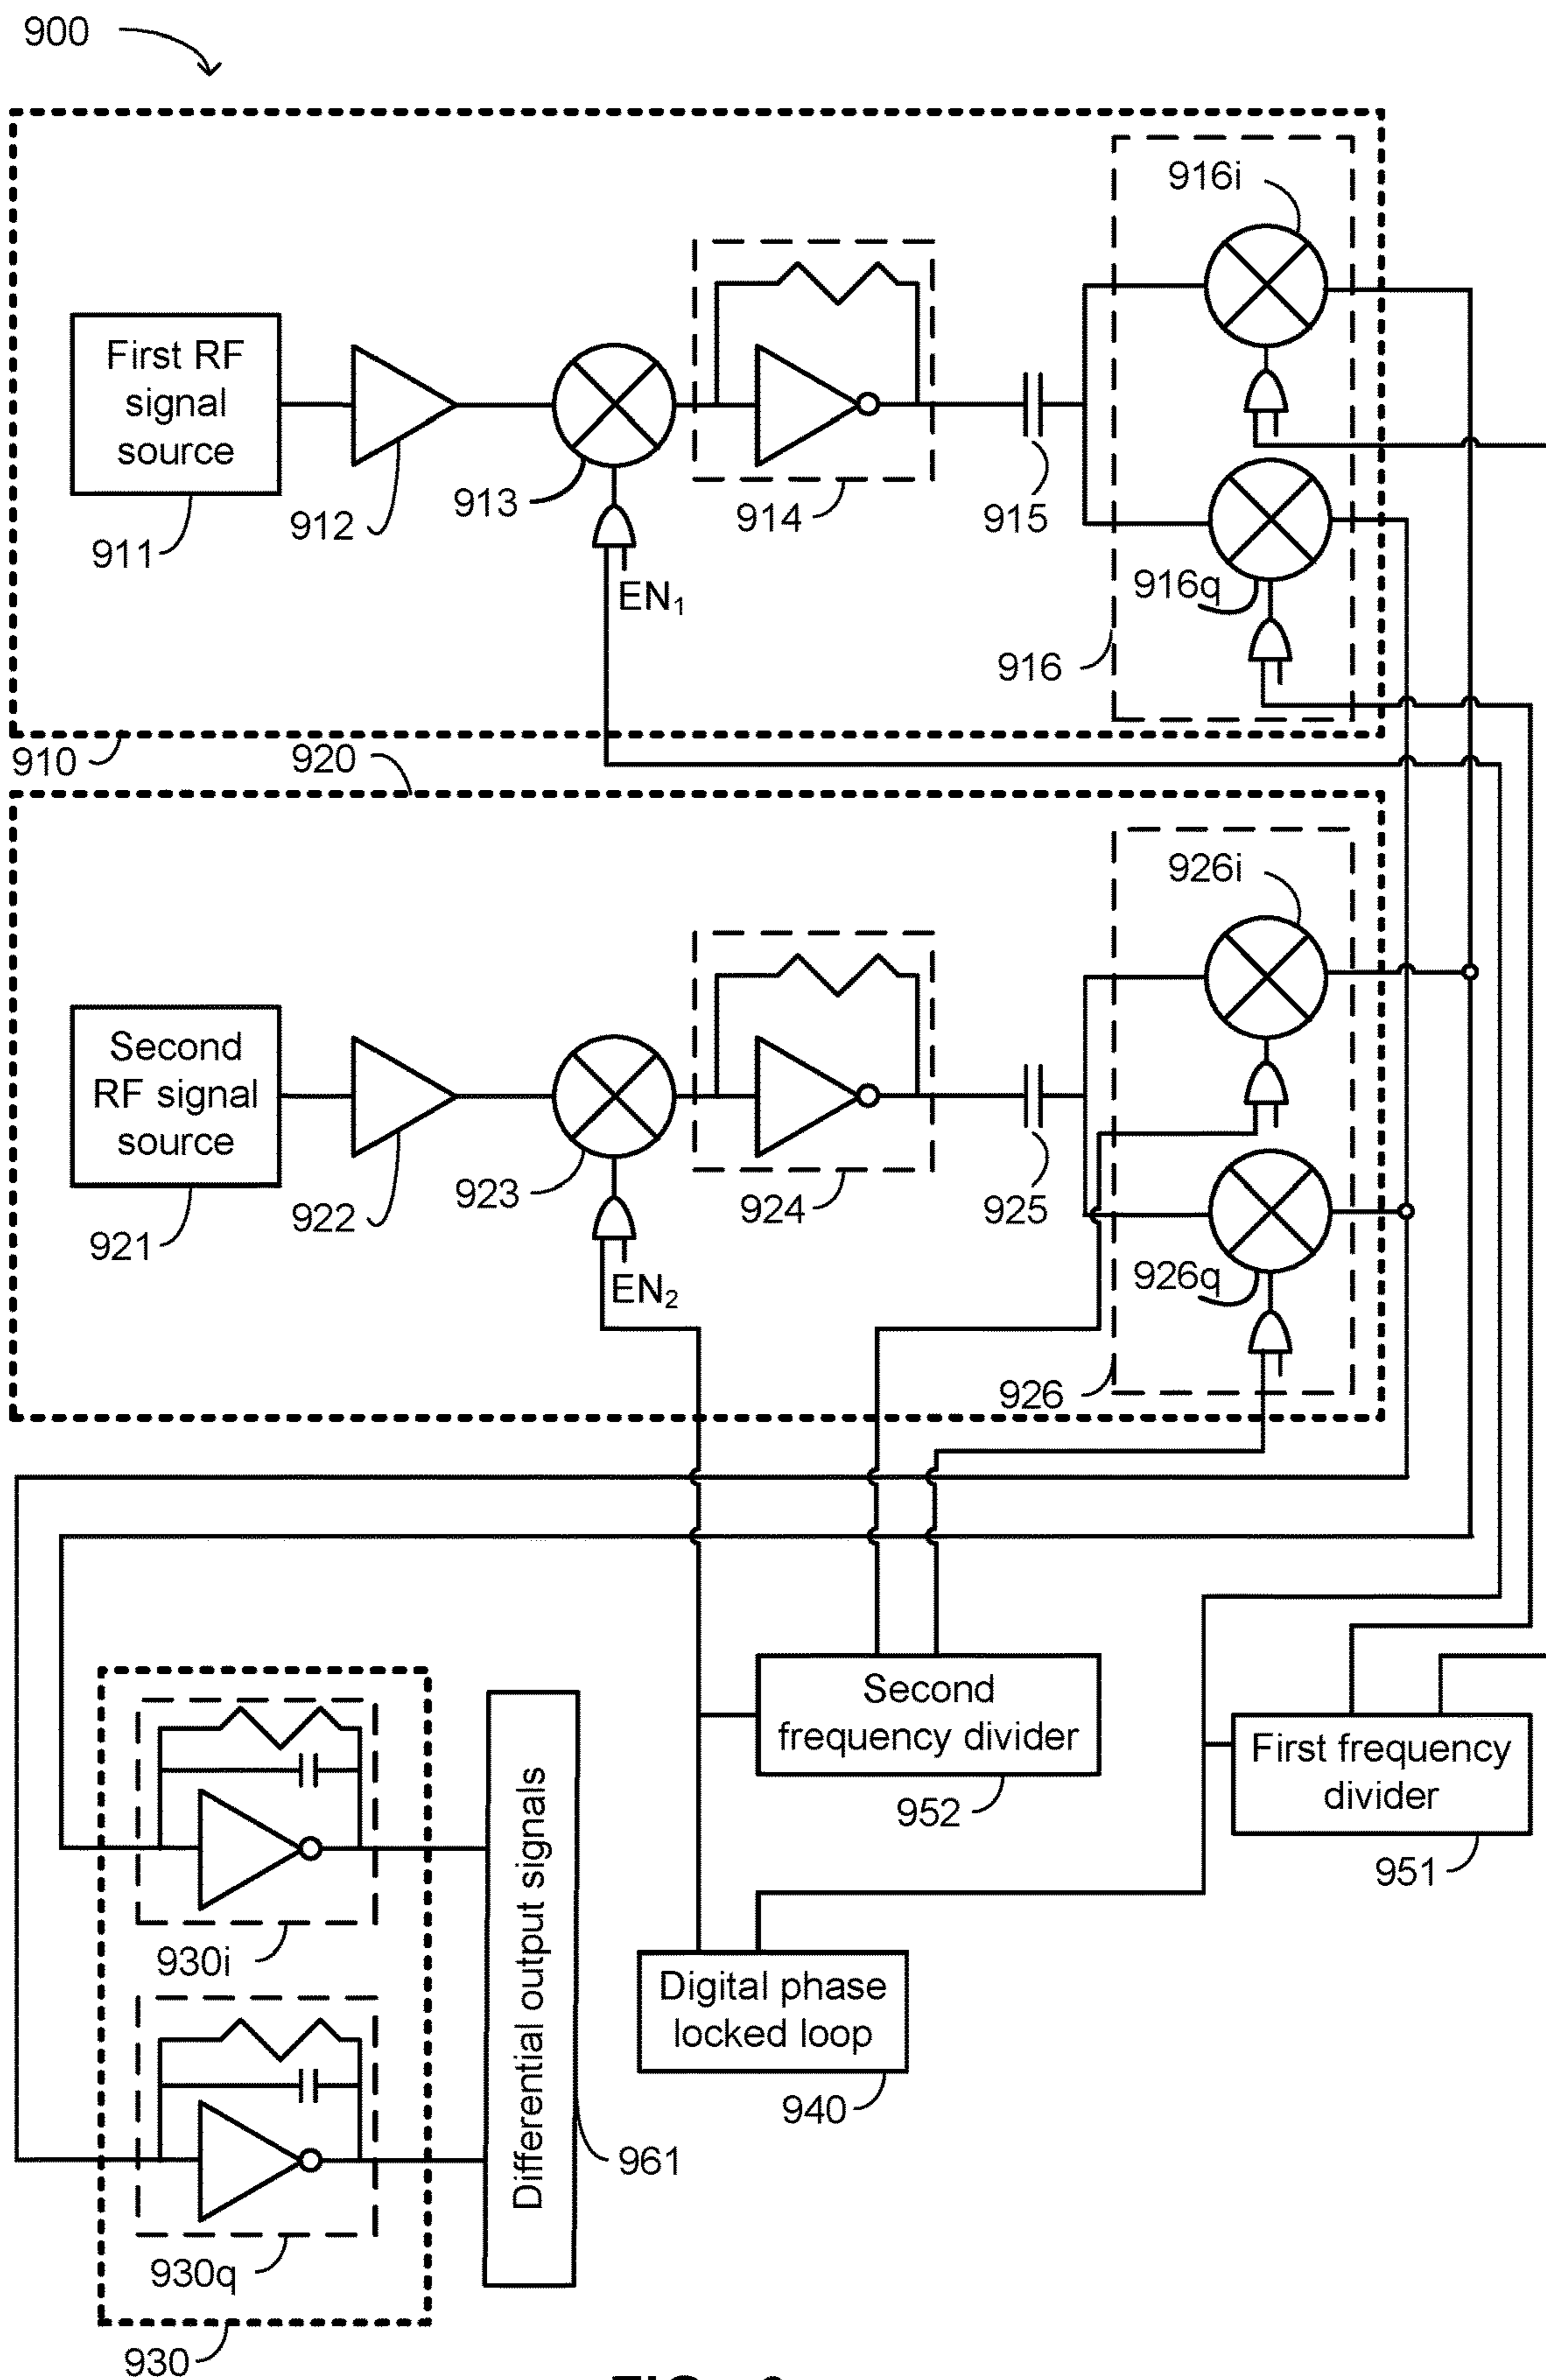 900
916i
First RF
signal
source
913
914
915
912
911
916q
EN₁
916
910
920
926i
Second
RF signal
source
923
924
925
922
921
926q
EN₂
926
Second
frequency divider
First frequency
divider
952
951
Differential output signals
930i
Digital phase
locked loop
940
961
930q
930